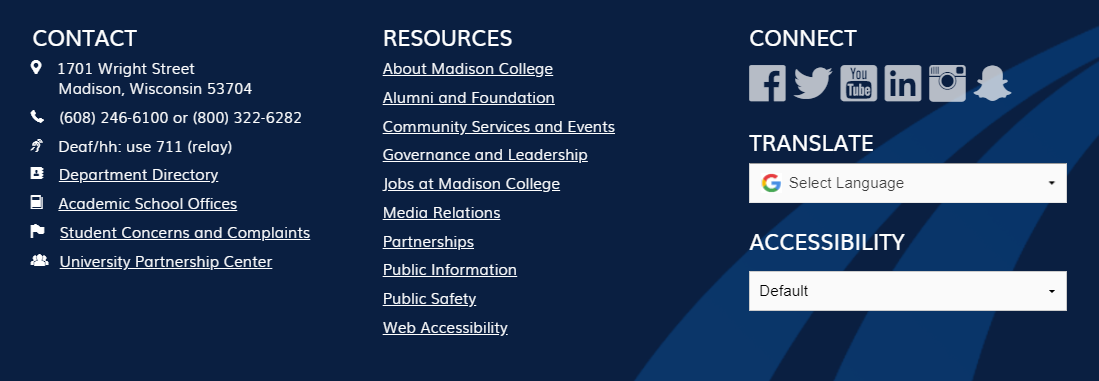 CONTACT
1701 Wright Street
Madison, Wisconsin 53704
(608) 246-6100 or (800) 322-6282
Deaf/hh: use 711 (relay)
Department Directory
Academic School Offices
Student Concerns and Complaints
University Partnership Center
RESOURCES
About Madison College
Alumni and Foundation
Community Services and Events
Governance and Leadership
Jobs at Madison College
Media Relations
Partnerships
Public Information
Public Safety
Web Accessibility
CONNECT
You
Tube
in
TRANSLATE
Select Language
ACCESSIBILITY
Default